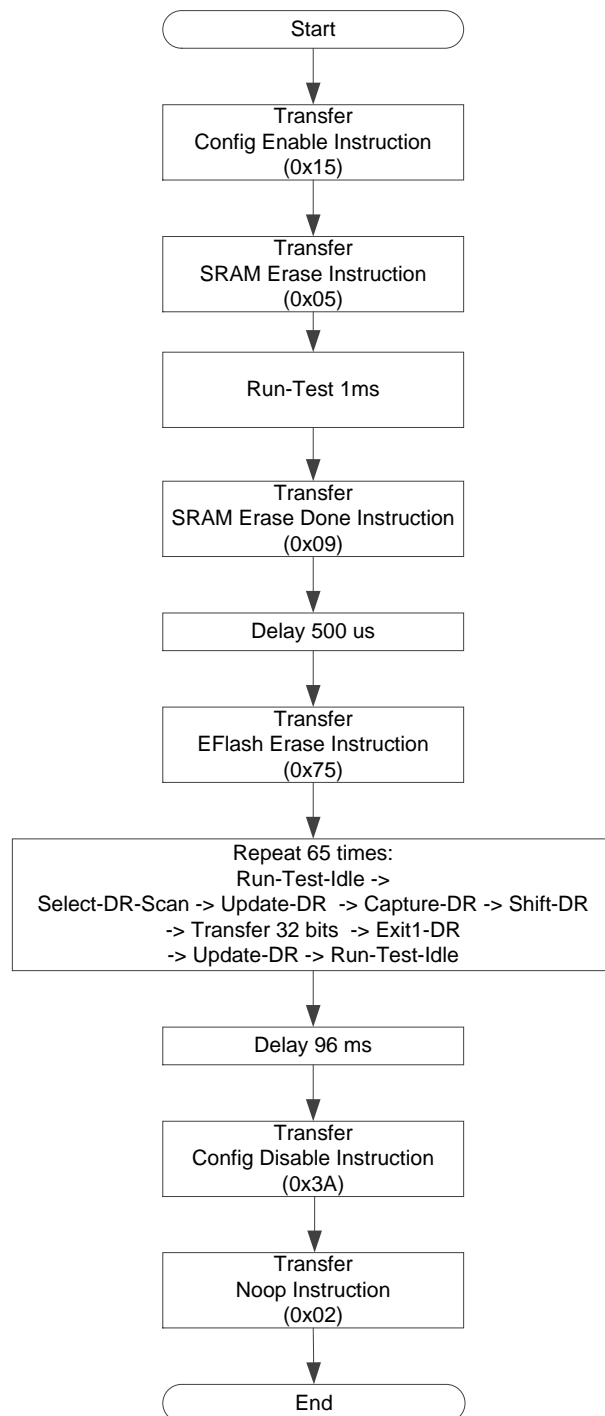 Start
Transfer
Config Enable Instruction
(0x15)
Transfer
SRAM Erase Instruction
(0x05)
Run-Test 1ms
Transfer
SRAM Erase Done Instruction
(0x09)
Delay 500 us
Transfer
EFlash Erase Instruction
(0x75)
Repeat 65 times:
Run-Test-Idle ->
Select-DR-Scan -> Update-DR -> Capture-DR -> Shift-DR
-> Transfer 32 bits -> Exit1-DR
-> Update-DR -> Run-Test-Idle
Delay 96 ms
Transfer
Config Disable Instruction
(0x3A)
Transfer
Noop Instruction
(0x02)
End